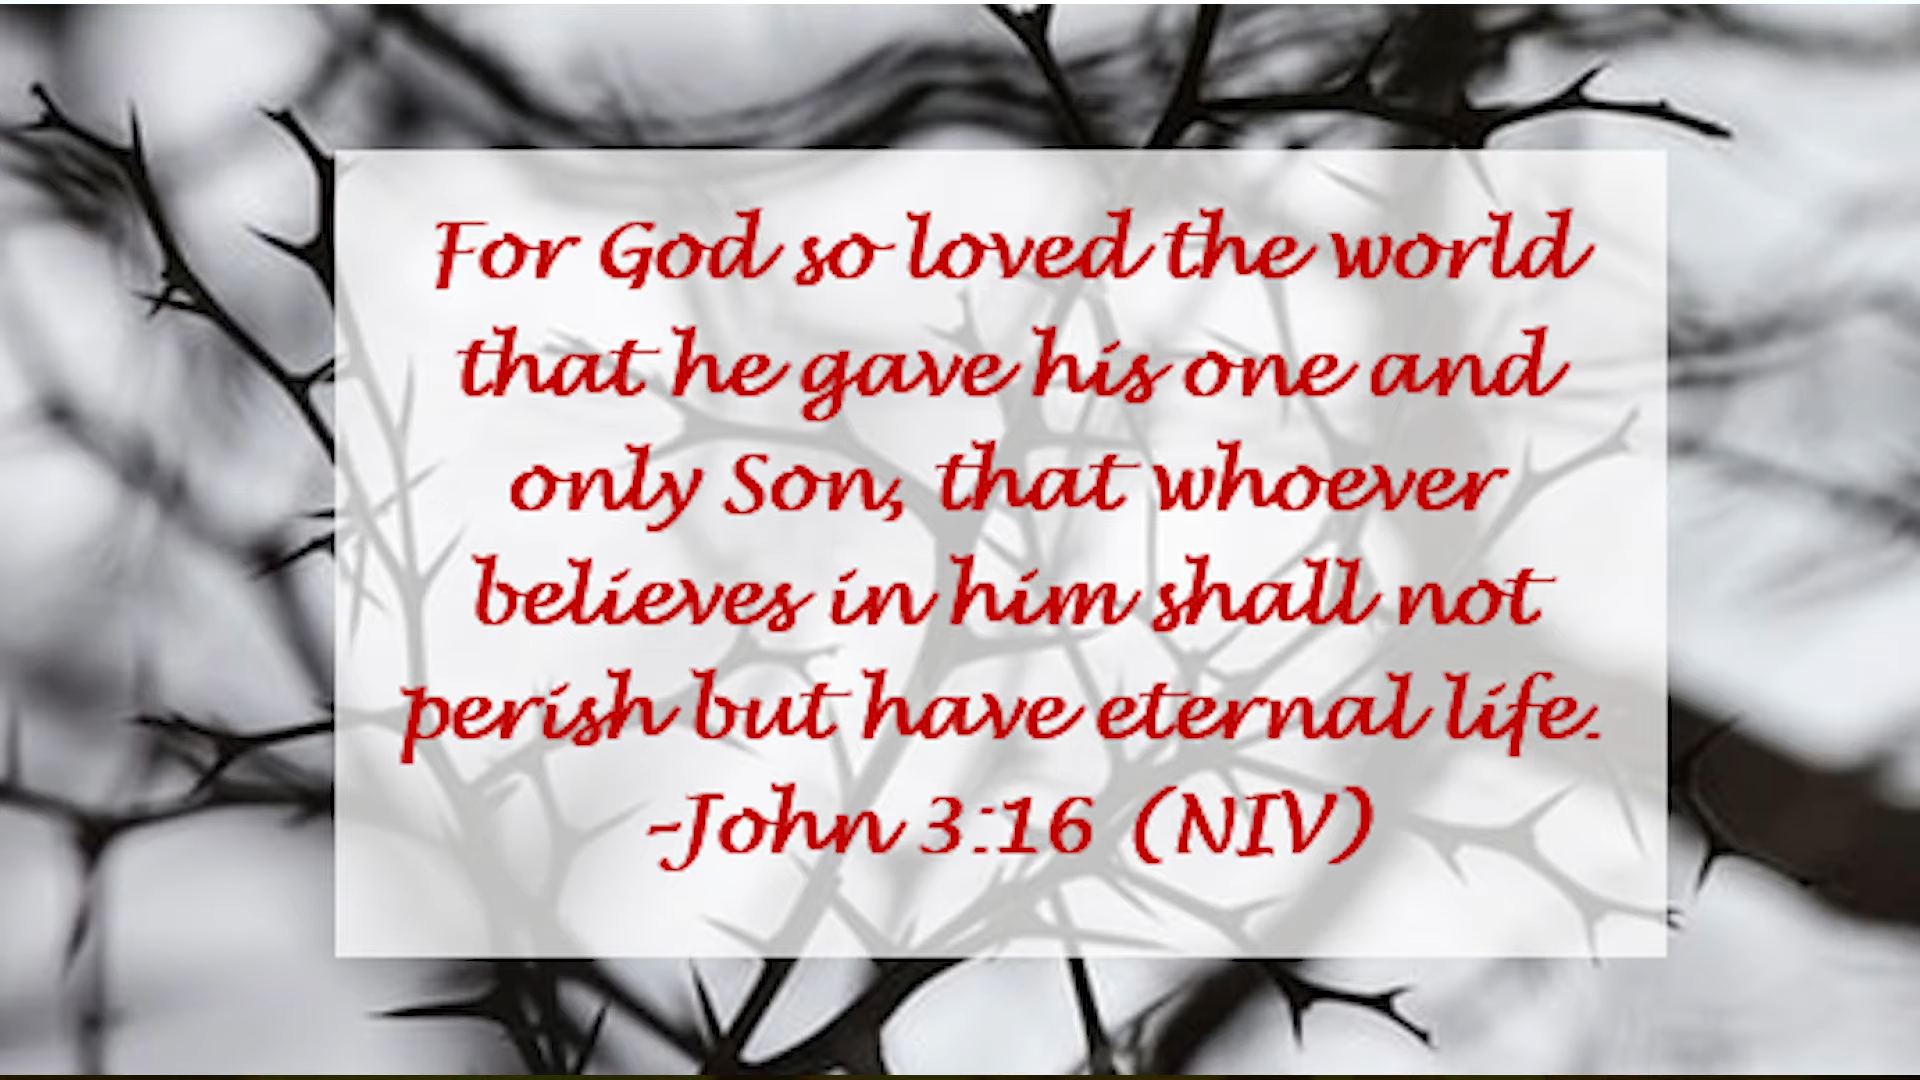 For God so loved the world
that he gave his one and
only Son, that whoever
believes in him shall not
perish but have eternal life.
-John 3:16 (NIV)